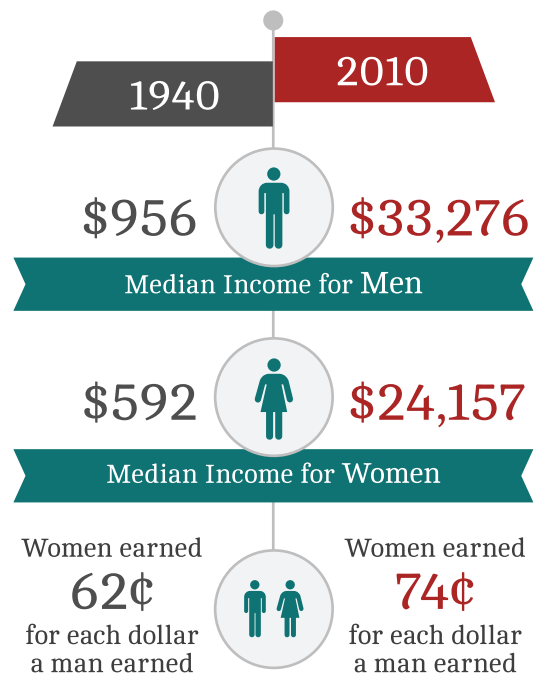 1940
2010
$956
$33,276
Median Income for Men
$592
$24,157
Median Income for Women
Women earned
62¢
for each dollar
a man earned
Women earned
74¢
for each dollar
a man earned